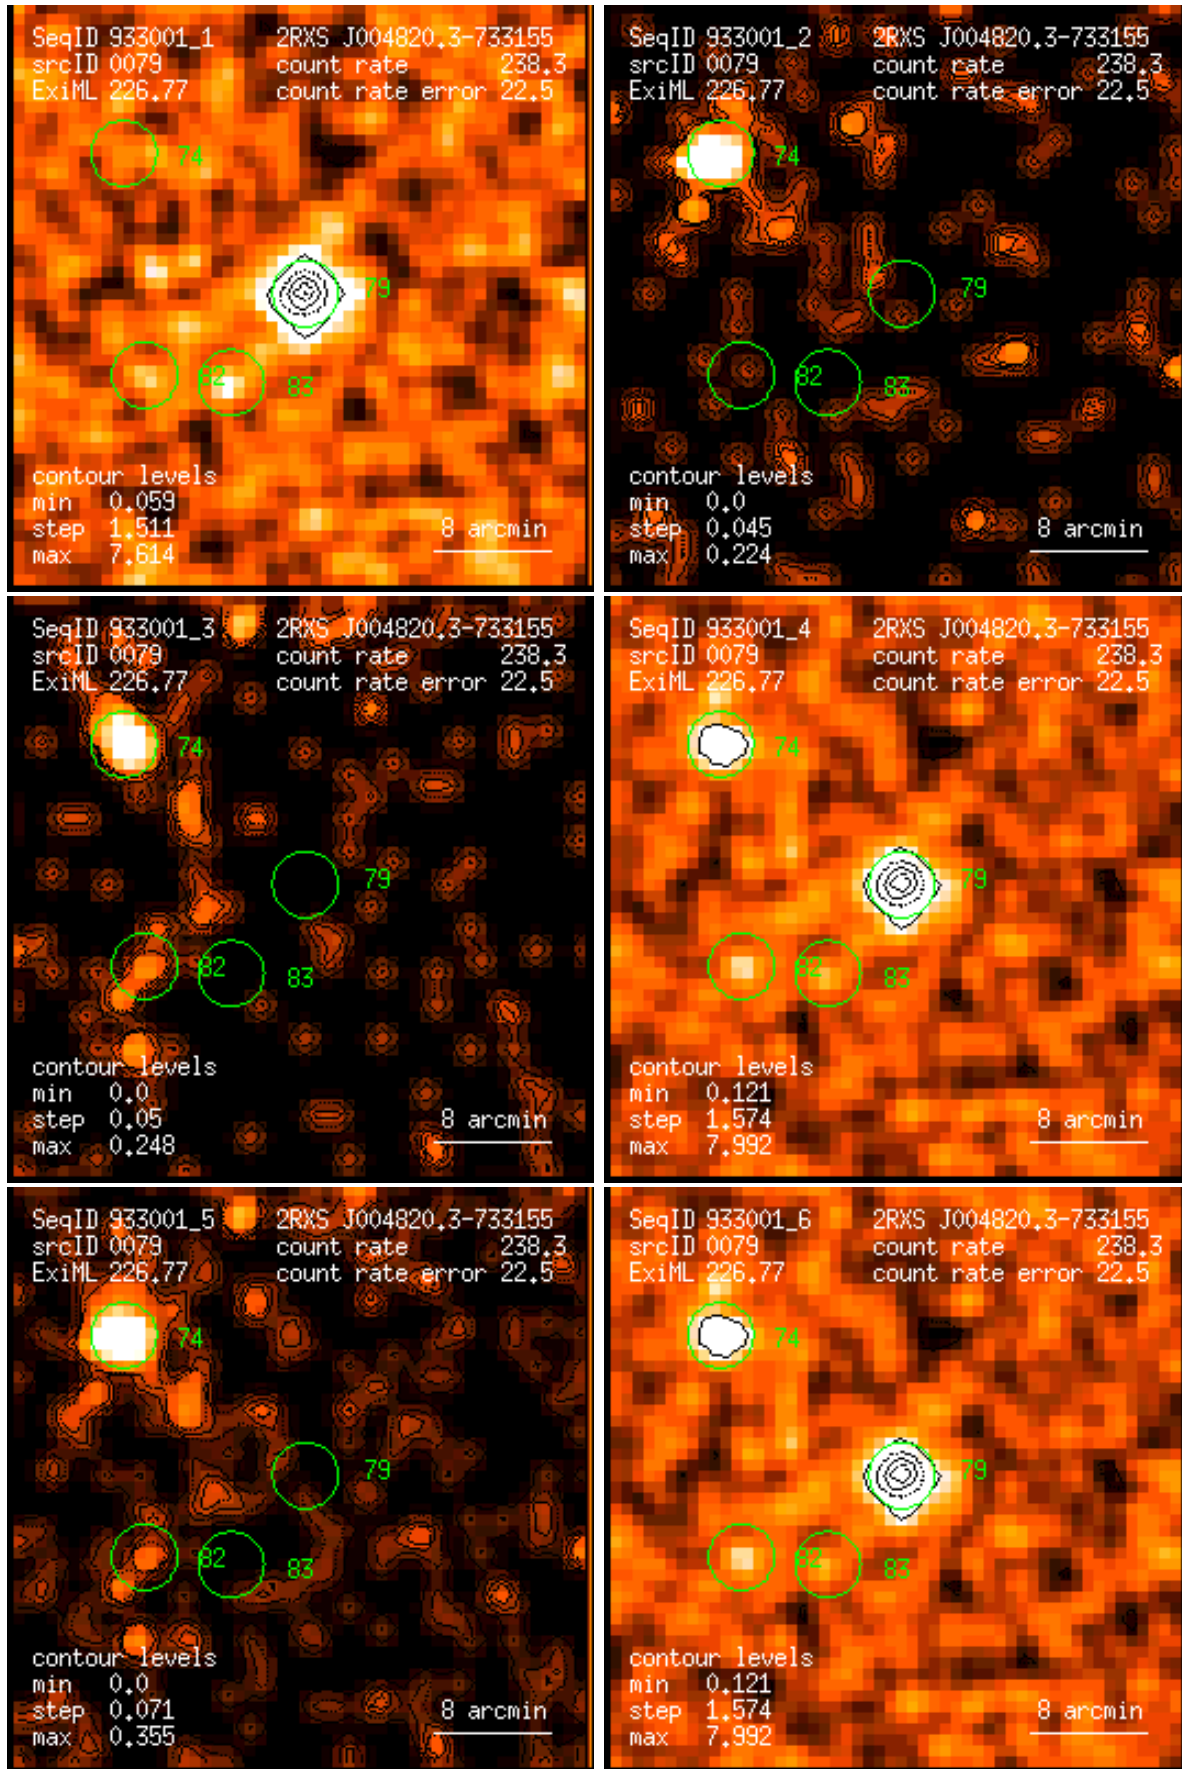 SeqID 933001_1 2RXS J004820.3-733155
srcID 0079 count rate 238.3
ExiML 226.77 count rate error 22.5
74
79
82 83
contour levels
min 0.059
step 1.511 8 arcmin
max 7.614
SeqID 933001_2 2RXS J004820.3-733155
srcID 0079 count rate 238.3
ExiML 226.77 count rate error 22.5
74
79
82 83
contour levels
min 0.0
step 0.045 8 arcmin
max 0.224
SeqID 933001_3 2RXS J004820.3-733155
srcID 0079 count rate 238.3
ExiML 226.77 count rate error 22.5
74
79
82 83
contour levels
min 0.0
step 0.05 8 arcmin
max 0.248
SeqID 933001_4 2RXS J004820.3-733155
srcID 0079 count rate 238.3
ExiML 226.77 count rate error 22.5
74
79
82 83
contour levels
min 0.121
step 1.574 8 arcmin
max 7.992
SeqID 933001_5 2RXS J004820.3-733155
srcID 0079 count rate 238.3
ExiML 226.77 count rate error 22.5
74
79
82 83
contour levels
min 0.0
step 0.071 8 arcmin
max 0.355
SeqID 933001_6 2RXS J004820.3-733155
srcID 0079 count rate 238.3
ExiML 226.77 count rate error 22.5
74
79
82 83
contour levels
min 0.121
step 1.574 8 arcmin
max 7.992